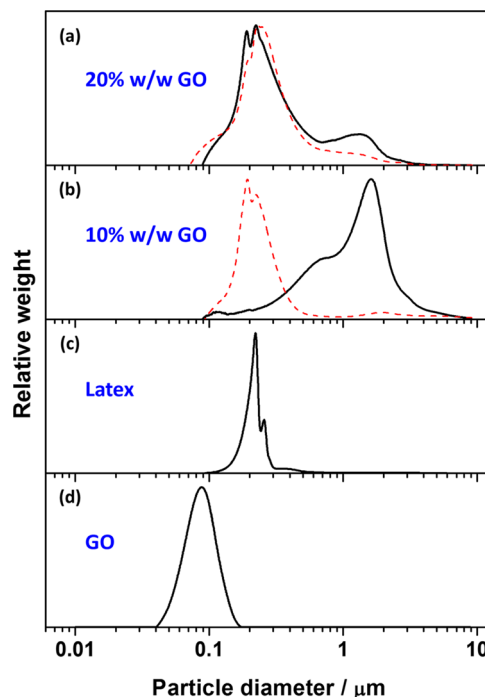 (a)
20% w/w GO
(b)
10% w/w GO
Relative weight
(c)
Latex
(d)
GO
0.01 0.1 1 10
Particle diameter / μm